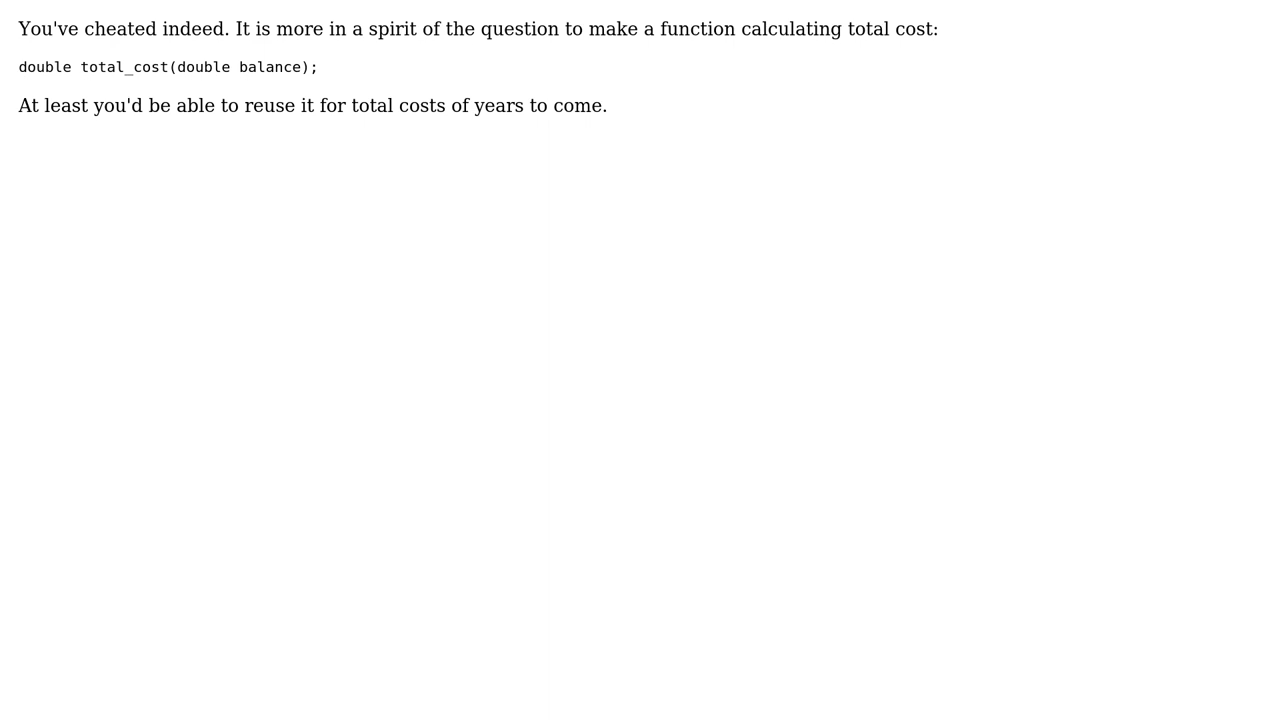 You've cheated indeed. It is more in a spirit of the question to make a function calculating total cost:
double total_cost(double balance);
At least you'd be able to reuse it for total costs of years to come.